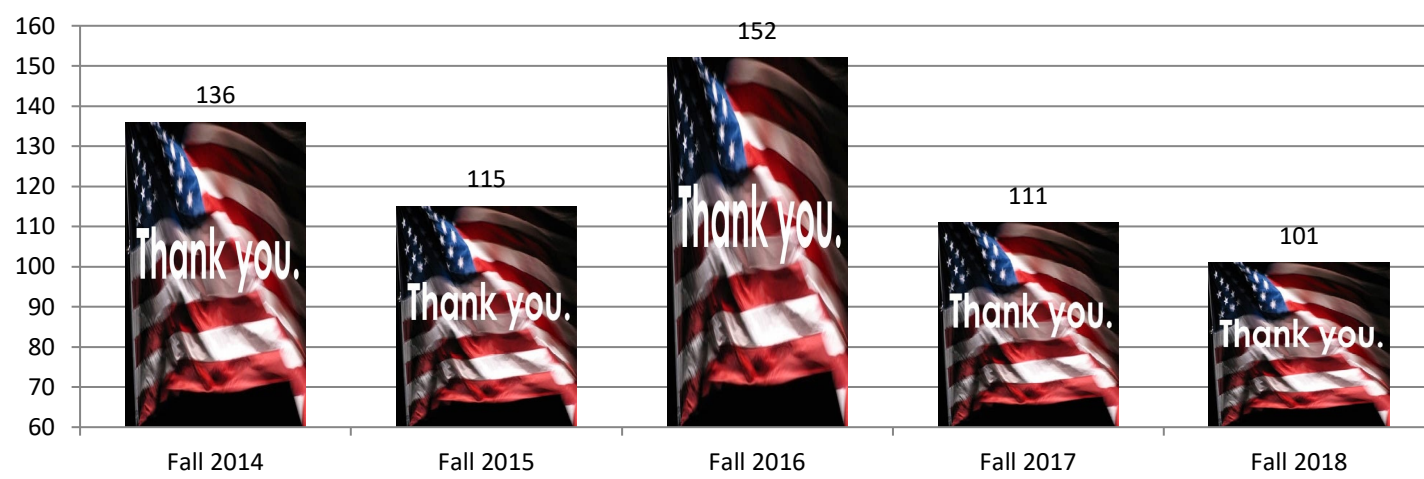 160
150
140
130
120
110
100
90
80
70
60
136
115
152
111
101
Thank you.
Thank you.
Thank you.
Thank you.
Thank you.
Fall 2014
Fall 2015
Fall 2016
Fall 2017
Fall 2018